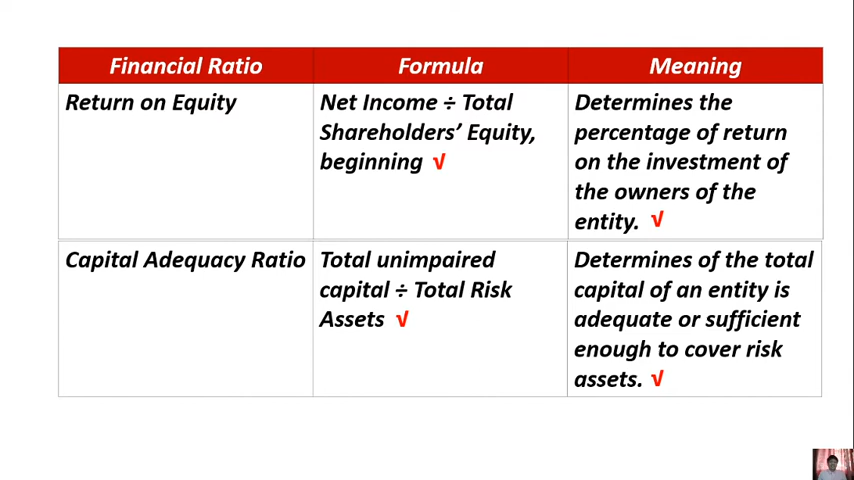 Financial Ratio
Formula
Meaning
Return on Equity
Net Income ÷ Total
Shareholders’ Equity,
beginning √
Determines the
percentage of return
on the investment of
the owners of the
entity. √
Capital Adequacy Ratio
Total unimpaired
capital ÷ Total Risk
Assets √
Determines of the total
capital of an entity is
adequate or sufficient
enough to cover risk
assets. √